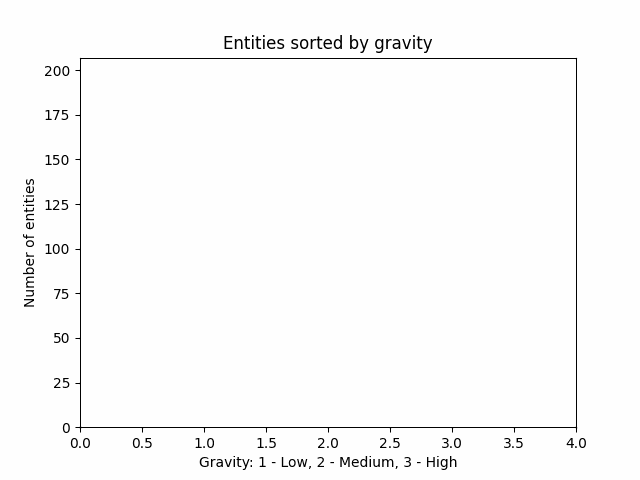 Entities sorted by gravity
200
175
150
125
100
75
50
25
0
Number of entities
0.0 0.5 1.0 1.5 2.0 2.5 3.0 3.5 4.0
Gravity: 1 - Low, 2 - Medium, 3 - High